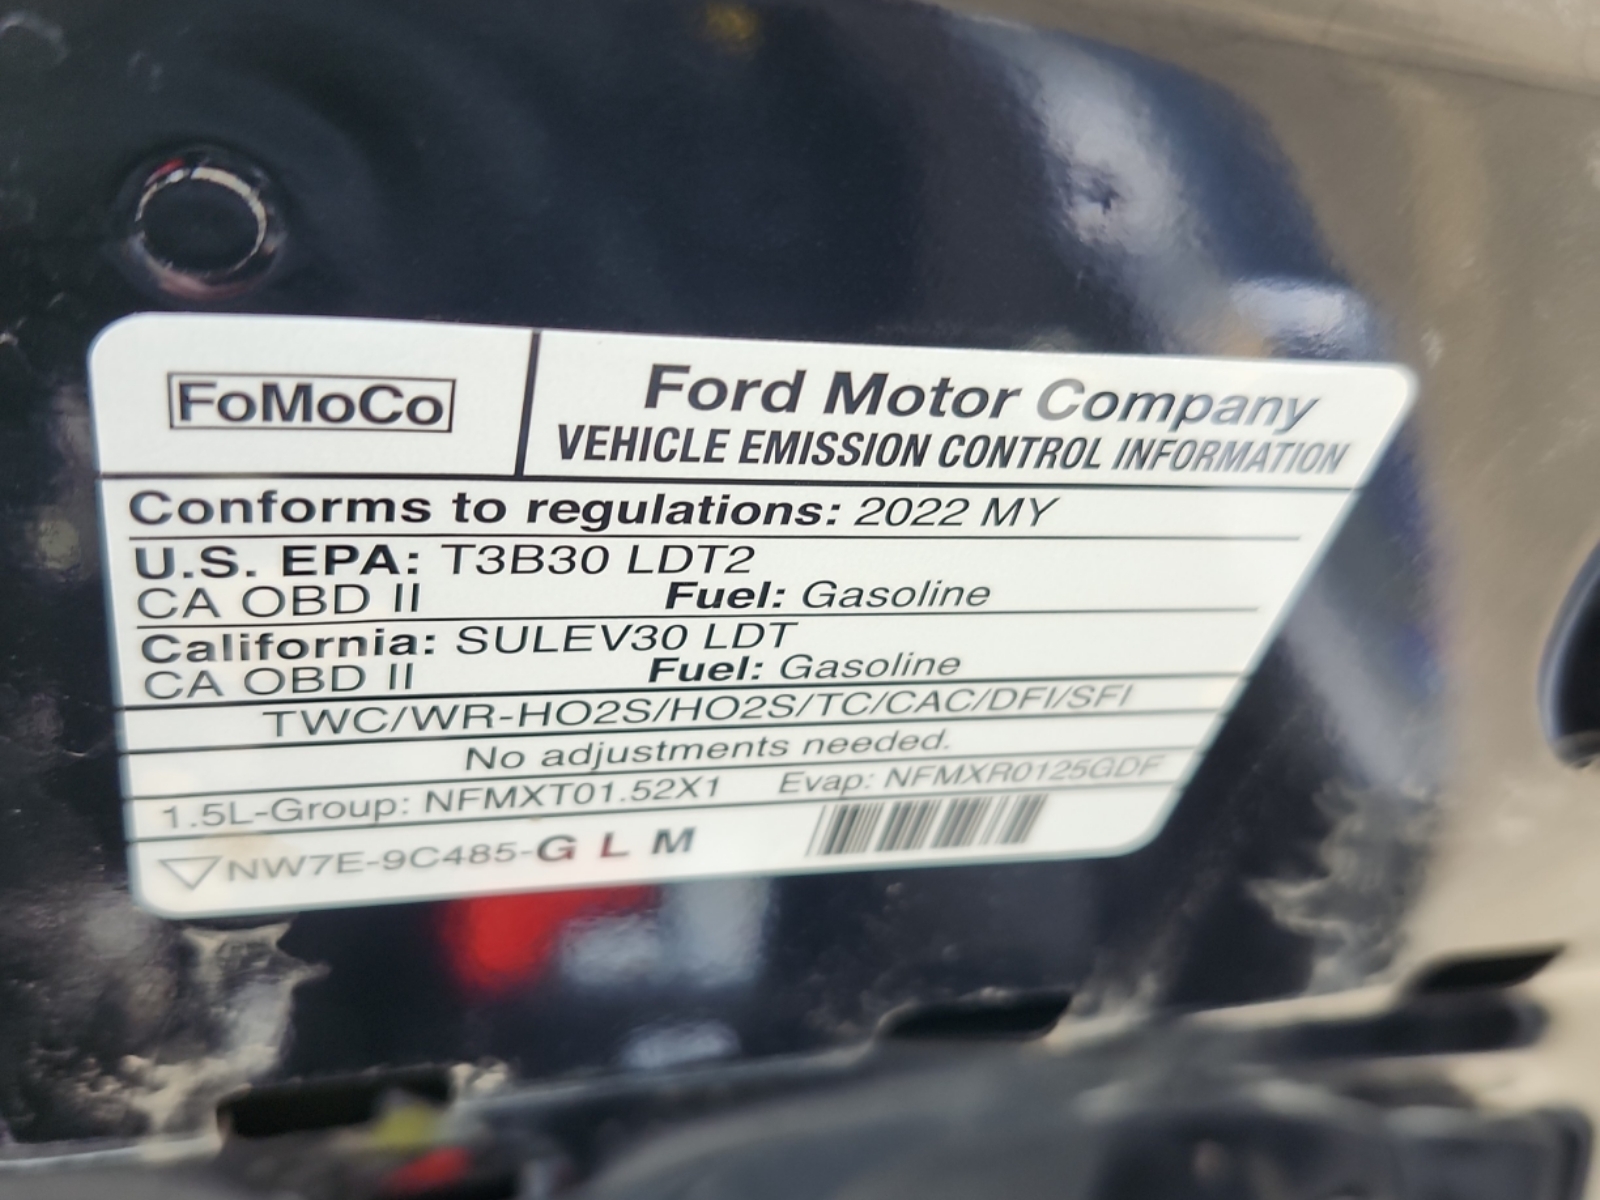 FoMoCo
Ford Motor Company
VEHICLE EMISSION CONTROL INFORMATION
Conforms to regulations: 2022 MY
U.S. EPA: T3B30 LDT2
CA OBD II Fuel: Gasoline
California: SULEV30 LDT
CA OBD II Fuel: Gasoline
TWC/WR-HO2S/HO2S/TC/CAC/DFI/SFI
No adjustments needed.
1.5L-Group: NFMXT01.52X1 Evap: NFMXR0125GDF
NW7E-9C485-G L M